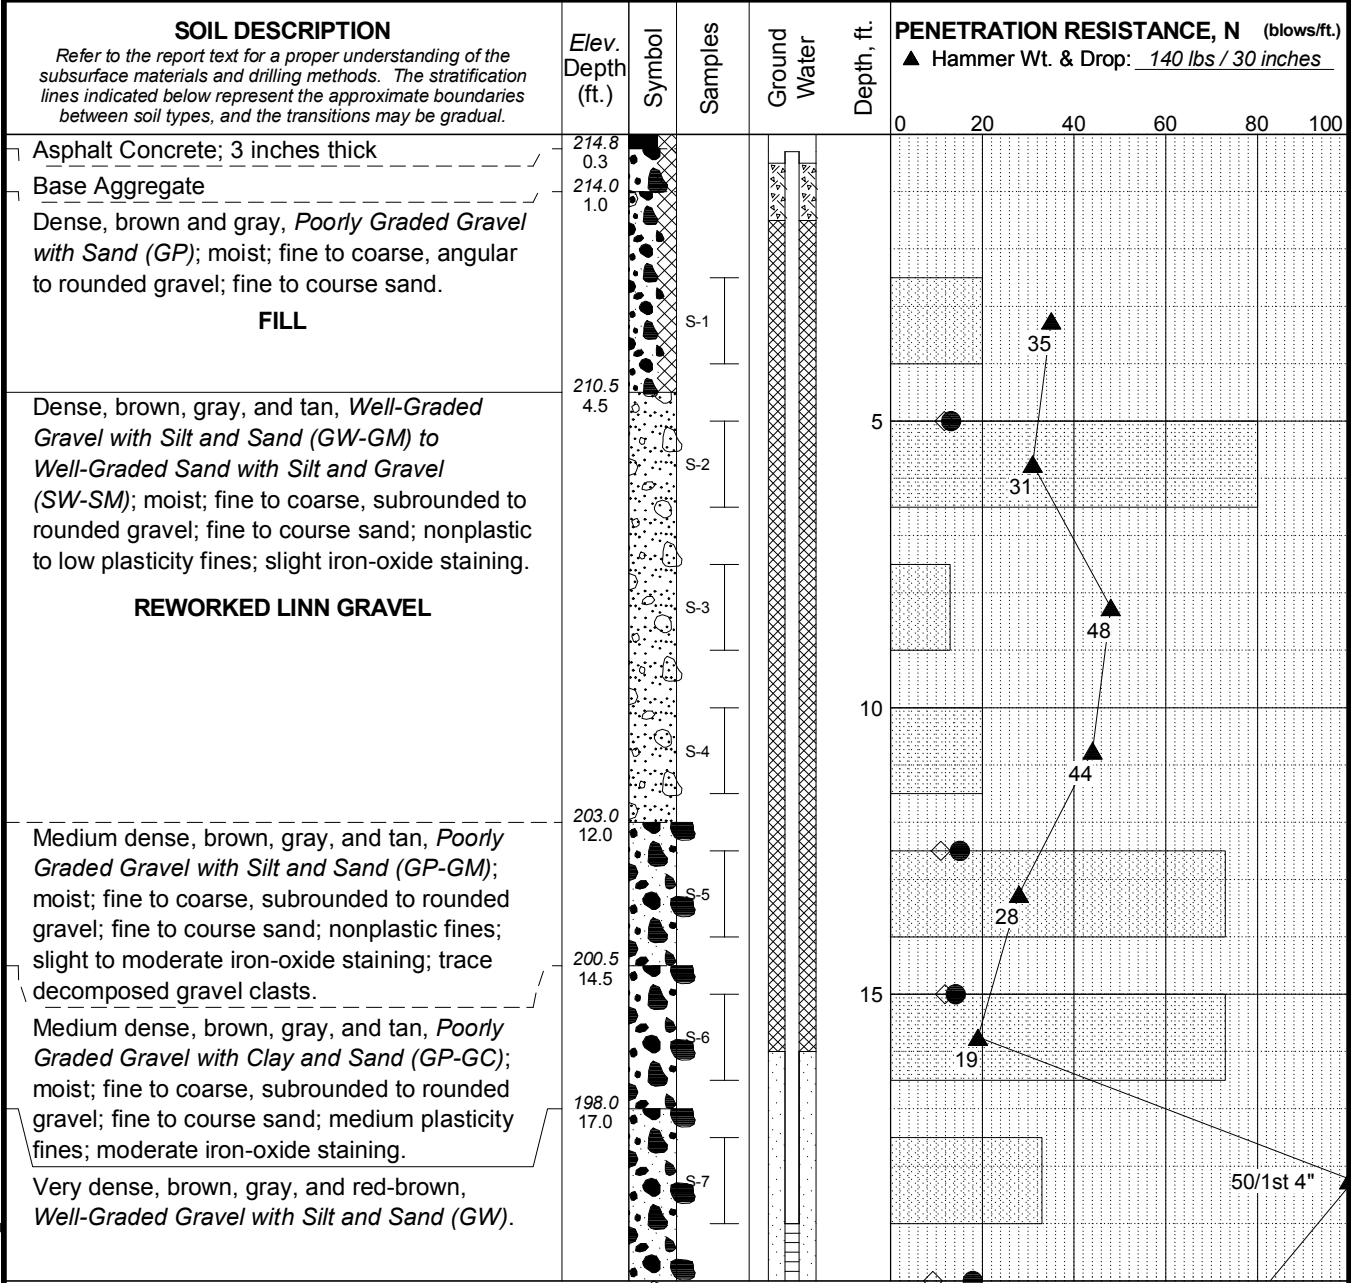 SOIL DESCRIPTION
Refer to the report text for a proper understanding of the
subsurface materials and drilling methods. The stratification
lines indicated below represent the approximate boundaries
between soil types, and the transitions may be gradual.
Elev.
Depth
(ft.)
Symbol
Samples
Ground
Water
Depth, ft.
PENETRATION RESISTANCE, N (blows/ft.)
▲ Hammer Wt. & Drop: 140 lbs / 30 inches
0 20 40 60 80 100
Asphalt Concrete; 3 inches thick
214.8
0.3
Base Aggregate
214.0
1.0
Dense, brown and gray, Poorly Graded Gravel
with Sand (GP); moist; fine to coarse, angular
to rounded gravel; fine to course sand.
FILL
S-1
35
210.5
4.5
Dense, brown, gray, and tan, Well-Graded
Gravel with Silt and Sand (GW-GM) to
Well-Graded Sand with Silt and Gravel
(SW-SM); moist; fine to coarse, subrounded to
rounded gravel; fine to course sand; nonplastic
to low plasticity fines; slight iron-oxide staining.
REWORKED LINN GRAVEL
5
S-2
31
S-3
48
10
S-4
44
203.0
12.0
Medium dense, brown, gray, and tan, Poorly
Graded Gravel with Silt and Sand (GP-GM);
moist; fine to coarse, subrounded to rounded
gravel; fine to course sand; nonplastic fines;
slight to moderate iron-oxide staining; trace
decomposed gravel clasts.
S-5
28
200.5
14.5
15
Medium dense, brown, gray, and tan, Poorly
Graded Gravel with Clay and Sand (GP-GC);
moist; fine to coarse, subrounded to rounded
gravel; fine to course sand; medium plasticity
fines; moderate iron-oxide staining.
S-6
19
198.0
17.0
Very dense, brown, gray, and red-brown,
Well-Graded Gravel with Silt and Sand (GW).
S-7
50/1st 4"